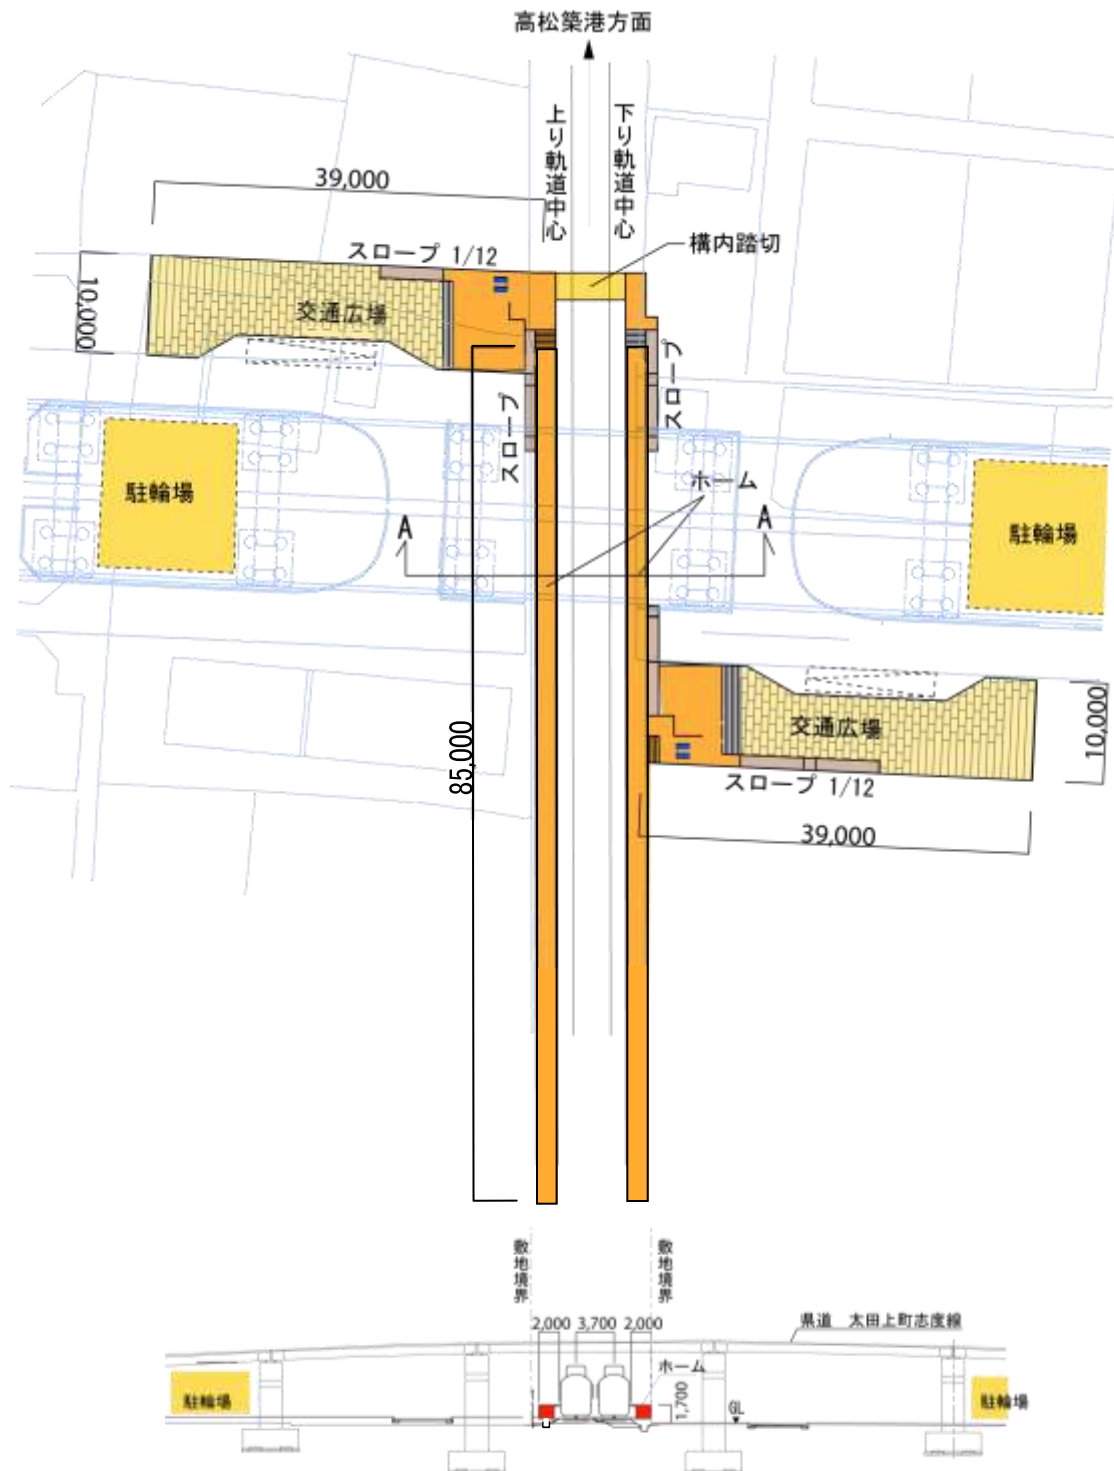 高松築港方面
上り軌道中心
下り軌道中心
39,000
構内踏切
スロープ 1/12
10,000
交通広場
スロープ
スロープ
ホーム
駐輪場
A
A
駐輪場
85,000
交通広場
10,000
スロープ 1/12
39,000
敷地境界
敷地境界
2,000
3,700
2,000
県道 太田上町志度線
ホーム
駐輪場
1,700
GL
駐輪場